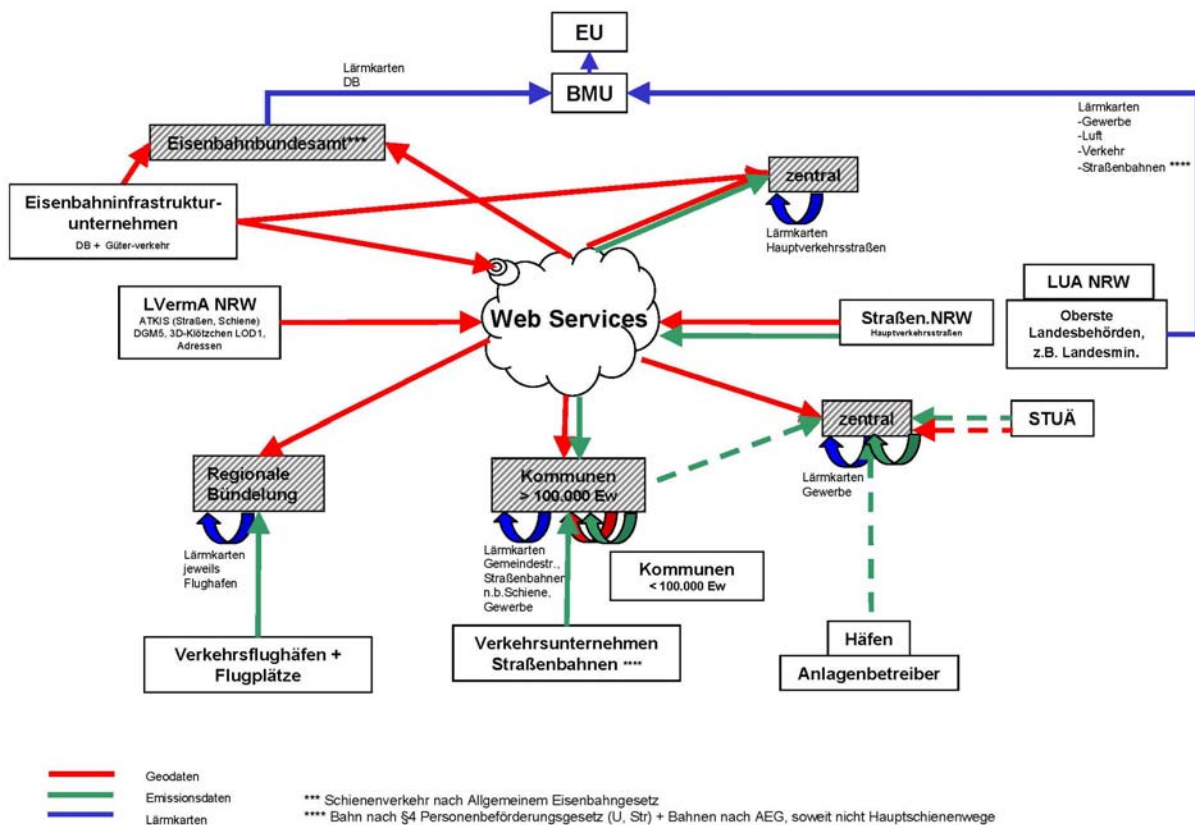 EU
Lärmkarten
DB
BMU
Lärmkarten
-Gewerbe
-Luft
-Verkehr
-Straßenbahnen ****
Eisenbahnbundesamt***
zentral
Eisenbahninfrastruktur-
unternehmen
DB + Güter-verkehr
Lärmkarten
Hauptverkehrsstraßen
LVermA NRW
ATKIS (Straßen, Schiene)
DGM5, 3D-Klötzchen LOD1,
Adressen
Web Services
Straßen.NRW
Hauptverkehrsstraßen
LUA NRW
Oberste
Landesbehörden,
z.B. Landesmin.
zentral
STUÄ
Regionale
Bündelung
Kommunen
> 100.000 Ew
Lärmkarten
Gewerbe
Lärmkarten
jeweils
Flughafen
Lärmkarten
Gemeindestr.,
Straßenbahnen
n.b.Schiene,
Gewerbe
Kommunen
< 100.000 Ew
Verkehrsflughäfen +
Flugplätze
Verkehrsunternehmen
Straßenbahnen ****
Häfen
Anlagenbetreiber
Geodaten
Emissionsdaten
Lärmkarten
*** Schienenverkehr nach Allgemeinem Eisenbahngesetz
**** Bahn nach §4 Personenbeförderungsgesetz (U, Str) + Bahnen nach AEG, soweit nicht Hauptschienenwege